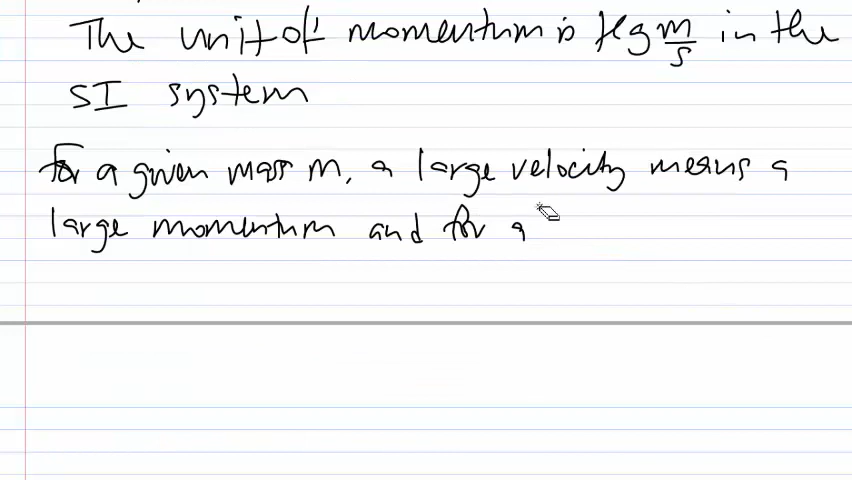 The unit of momentum is kg m/s in the
SI system
For a given mass m, a large velocity means a
large momentum and for a